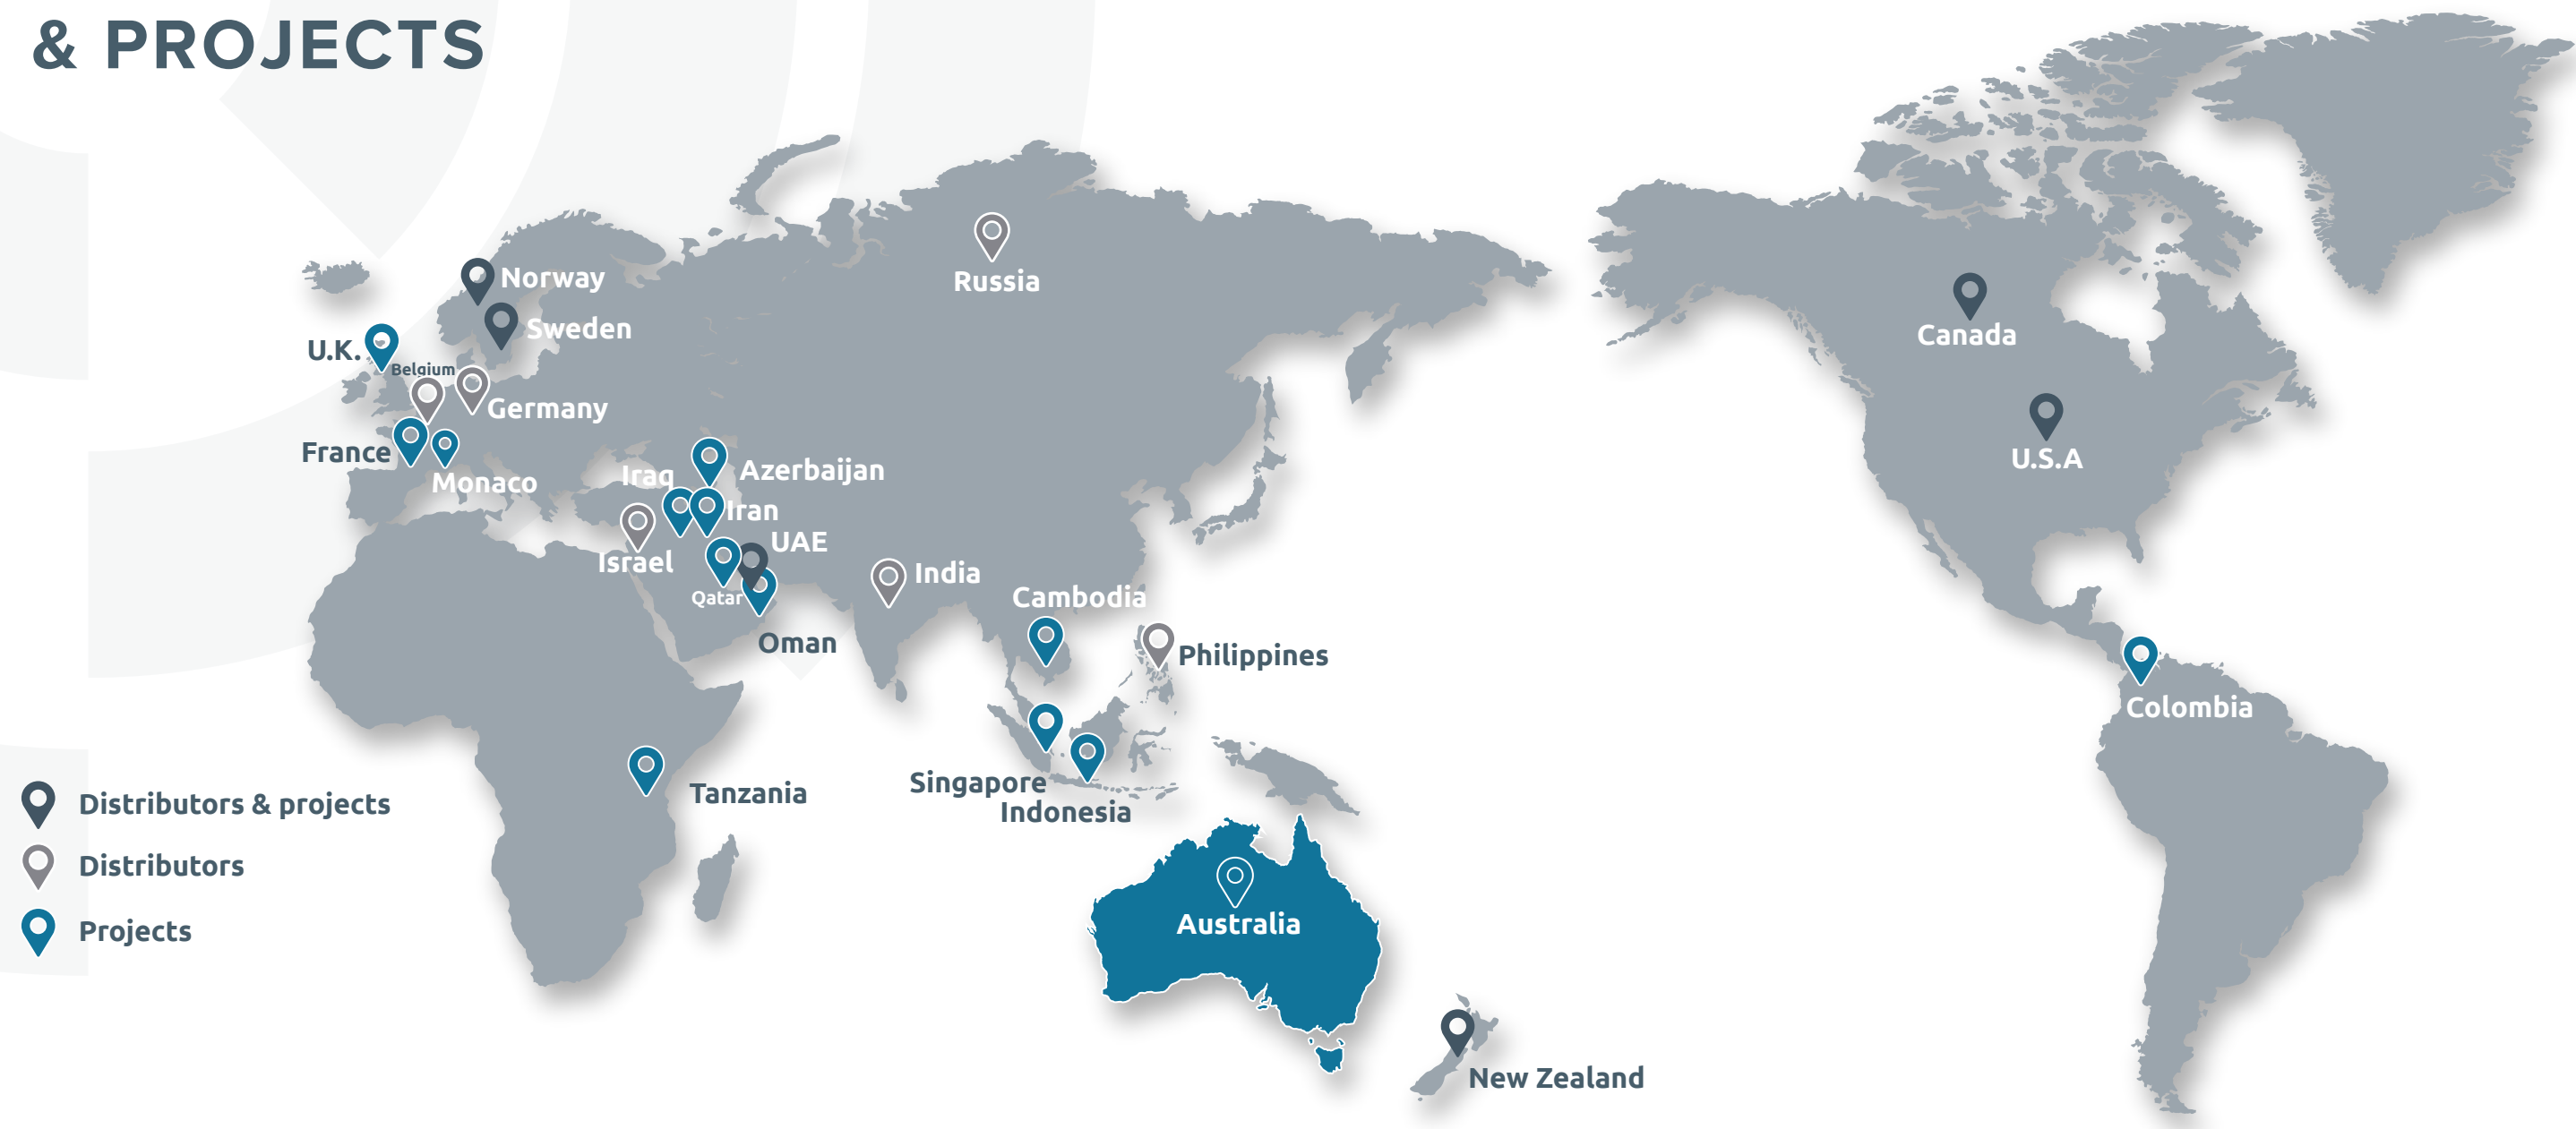 & PROJECTS
Norway
Sweden
Russia
Canada
U.K.
Belgium
Germany
U.S.A
France
Monaco
Iraq
Azerbaijan
Iran
UAE
Israel
India
Qatar
Cambodia
Oman
Philippines
Colombia
Tanzania
Singapore
Indonesia
Australia
New Zealand
Distributors & projects
Distributors
Projects